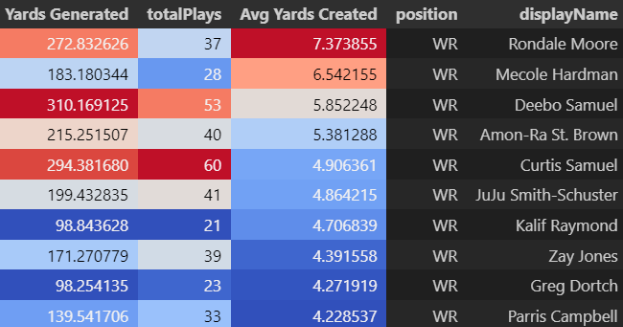 Yards Generated totalPlays Avg Yards Created position displayName
272.832626 37 7.373855 WR Rondale Moore
183.180344 28 6.542155 WR Mecole Hardman
310.169125 53 5.852248 WR Deebo Samuel
215.251507 40 5.381288 WR Amon-Ra St. Brown
294.381680 60 4.906361 WR Curtis Samuel
199.432835 41 4.864215 WR JuJu Smith-Schuster
98.843628 21 4.706839 WR Kalif Raymond
171.270779 39 4.391558 WR Zay Jones
98.254135 23 4.271919 WR Greg Dortch
139.541706 33 4.228537 WR Parris Campbell